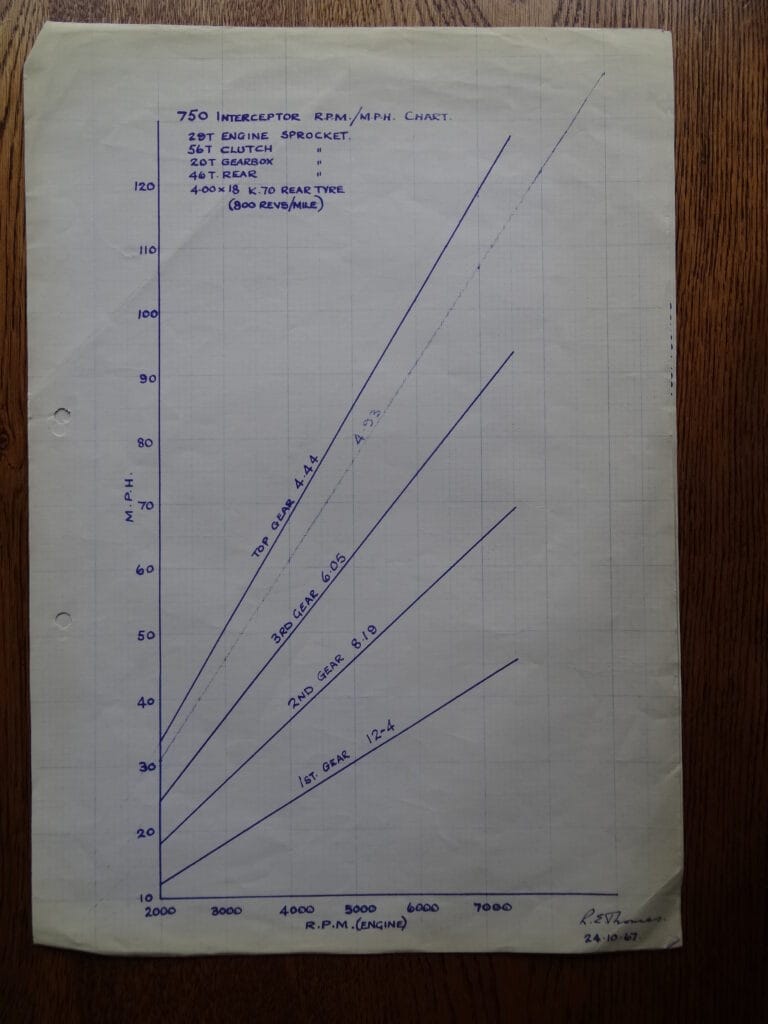 750 INTERCEPTOR R.P.M./M.P.H. CHART.
29T ENGINE SPROCKET.
56T CLUTCH "
20T GEARBOX "
46T. REAR "
4·00 × 18 K.70 REAR TYRE
(800 REVS/MILE)
120
110
100
90
80
70
60
50
40
30
20
10
M.P.H.
TOP GEAR 4·44
4·93
3RD GEAR 6·05
2ND GEAR 8·19
1ST. GEAR 12-4
2000 3000 4000 5000 6000 7000
R.P.M. (ENGINE)
R.E Thomas.
24·10·67.